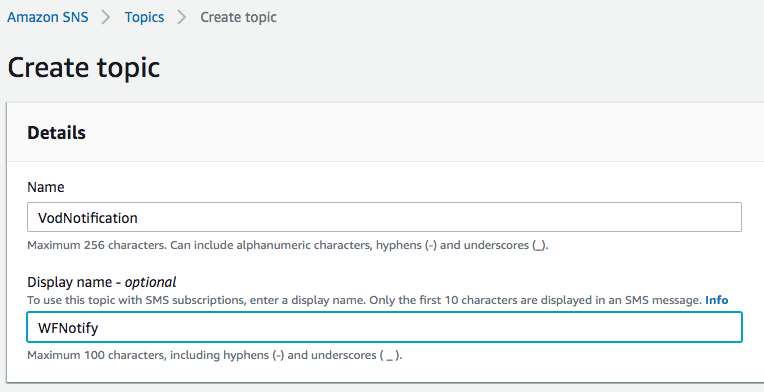 Amazon SNS > Topics > Create topic
Create topic
Details
Name
VodNotification
Maximum 256 characters. Can include alphanumeric characters, hyphens (-) and underscores (_).
Display name - optional
To use this topic with SMS subscriptions, enter a display name. Only the first 10 characters are displayed in an SMS message. Info
WFNotify
Maximum 100 characters, including hyphens (-) and underscores ( _ ).